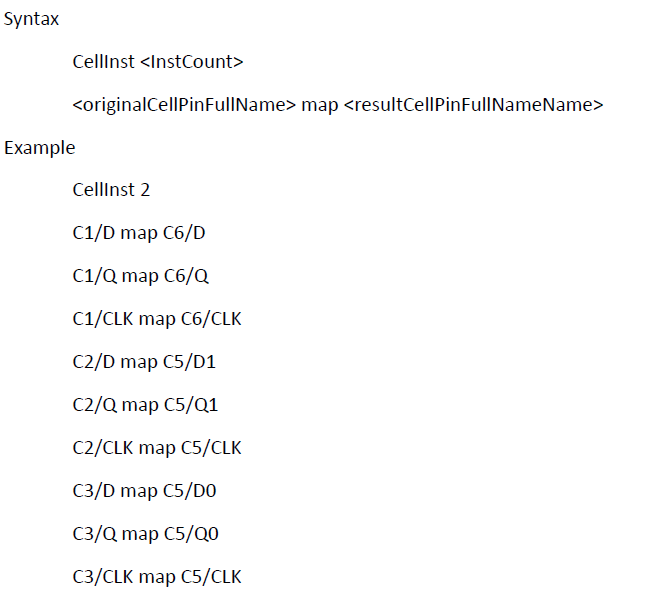 Syntax
CellInst <InstCount>
<originalCellPinFullName> map <resultCellPinFullNameName>
Example
CellInst 2
C1/D map C6/D
C1/Q map C6/Q
C1/CLK map C6/CLK
C2/D map C5/D1
C2/Q map C5/Q1
C2/CLK map C5/CLK
C3/D map C5/D0
C3/Q map C5/Q0
C3/CLK map C5/CLK